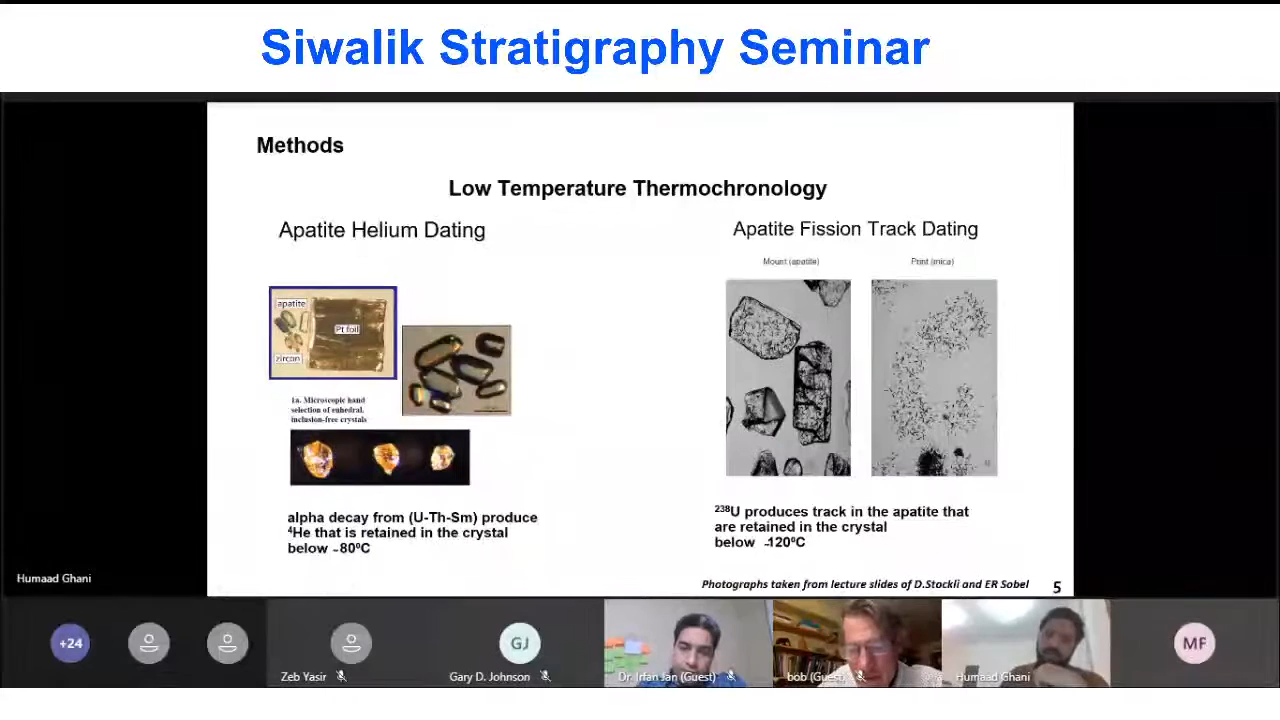 Siwalik Stratigraphy Seminar
Methods
Low Temperature Thermochronology
Apatite Helium Dating
Apatite Fission Track Dating
Mount (apatite)
Print (mica)
apatite
Pt foil
zircon
1a. Microscopic hand
selection of euhedral,
inclusion-free crystals
alpha decay from (U-Th-Sm) produce
⁴He that is retained in the crystal
below ~80ºC
²³⁸U produces track in the apatite that
are retained in the crystal
below ~120ºC
Photographs taken from lecture slides of D.Stockli and ER Sobel
5
Humaad Ghani
+24
Zeb Yasir
GJ
Gary D. Johnson
Dr. Irfan Jan (Guest)
bob (Guest)
Humaad Ghani
MF